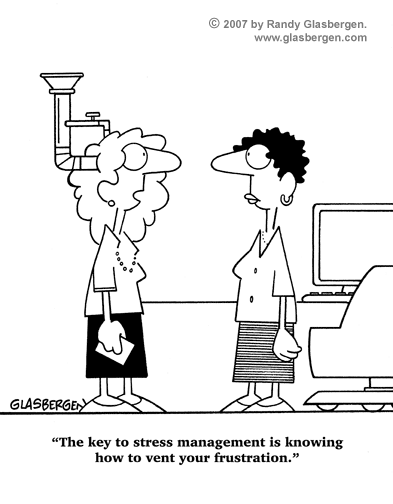 © 2007 by Randy Glasbergen.
www.glasbergen.com
GLASBERGEN
“The key to stress management is knowing
how to vent your frustration.”